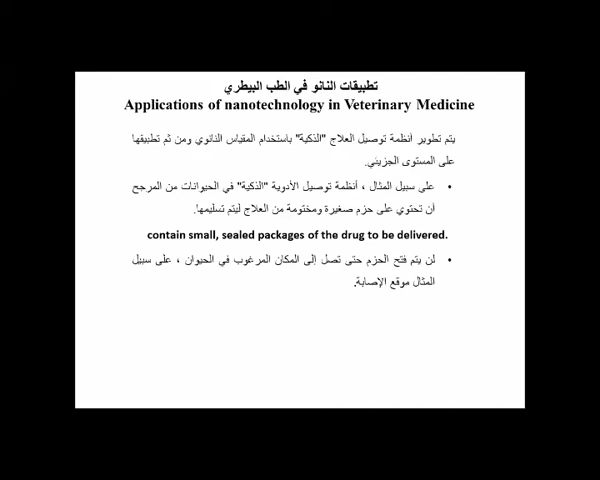 تطبيقات النانو في الطب البيطري
Applications of nanotechnology in Veterinary Medicine
يتم تطوير أنظمة توصيل العلاج "الذكية" باستخدام المقياس النانوي ومن ثم تطبيقها
على المستوى الجزيئي.
• على سبيل المثال ، أنظمة توصيل الأدوية "الذكية" في الحيوانات من المرجح
أن تحتوي على حزم صغيرة ومختومة من العلاج ليتم تسليمها.
contain small, sealed packages of the drug to be delivered.
• لن يتم فتح الحزم حتى تصل إلى المكان المرغوب في الحيوان ، على سبيل
المثال موقع الإصابة.